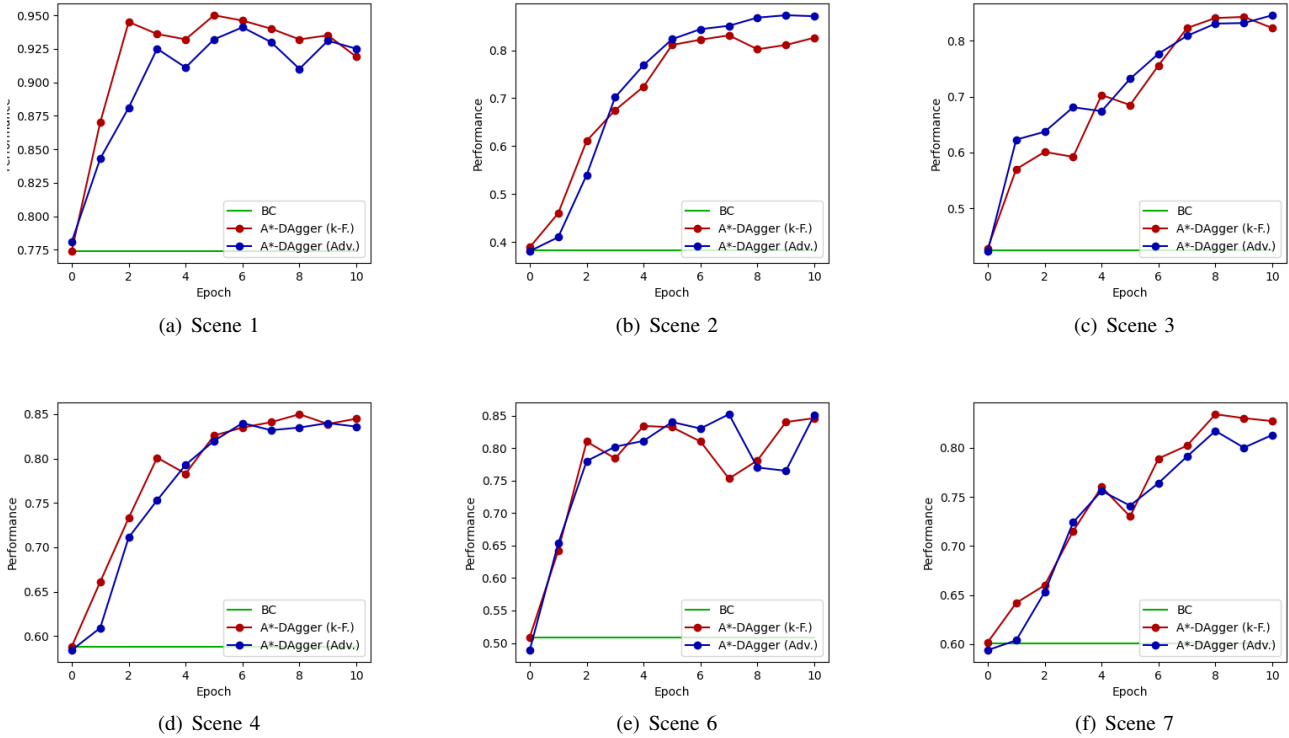 0.950
0.925
0.900
0.875
0.850
0.825
0.800
0.775
Performance
0 2 4 6 8 10
Epoch
BC
A*-DAgger (k-F.)
A*-DAgger (Adv.)
(a) Scene 1
0.8
0.7
0.6
0.5
0.4
Performance
0 2 4 6 8 10
Epoch
BC
A*-DAgger (k-F.)
A*-DAgger (Adv.)
(b) Scene 2
0.8
0.7
0.6
0.5
Performance
0 2 4 6 8 10
Epoch
BC
A*-DAgger (k-F.)
A*-DAgger (Adv.)
(c) Scene 3
0.85
0.80
0.75
0.70
0.65
0.60
Performance
0 2 4 6 8 10
Epoch
BC
A*-DAgger (k-F.)
A*-DAgger (Adv.)
(d) Scene 4
0.85
0.80
0.75
0.70
0.65
0.60
0.55
0.50
Performance
0 2 4 6 8 10
Epoch
BC
A*-DAgger (k-F.)
A*-DAgger (Adv.)
(e) Scene 6
0.80
0.75
0.70
0.65
0.60
Performance
0 2 4 6 8 10
Epoch
BC
A*-DAgger (k-F.)
A*-DAgger (Adv.)
(f) Scene 7